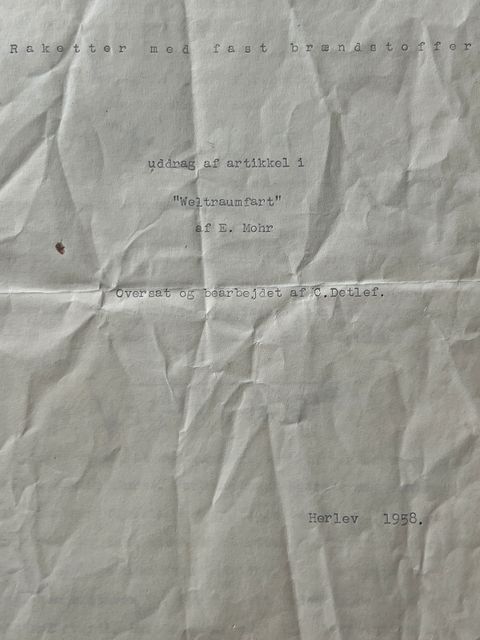 Raketter med fast brændstoffer
uddrag af artikkel i
"Weltraumfart"
af E. Mohr
Oversat og bearbejdet af C.Detlef.
Herlev 1958.